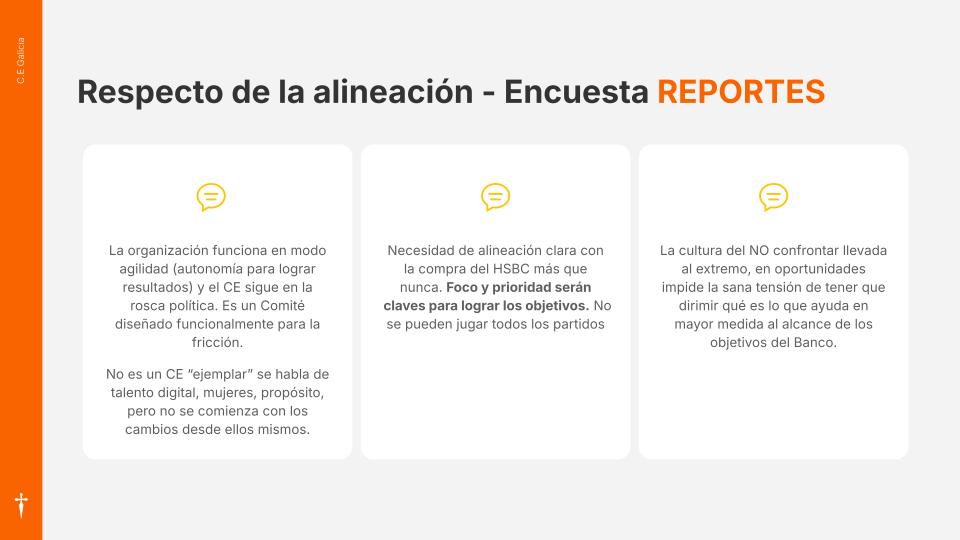 C.E Galicia
Respecto de la alineación - Encuesta REPORTES
La organización funciona en modo
agilidad (autonomía para lograr
resultados) y el CE sigue en la
rosca política. Es un Comité
diseñado funcionalmente para la
fricción.
No es un CE “ejemplar” se habla de
talento digital, mujeres, propósito,
pero no se comienza con los
cambios desde ellos mismos.
Necesidad de alineación clara con
la compra del HSBC más que
nunca. Foco y prioridad serán
claves para lograr los objetivos. No
se pueden jugar todos los partidos
La cultura del NO confrontar llevada
al extremo, en oportunidades
impide la sana tensión de tener que
dirimir qué es lo que ayuda en
mayor medida al alcance de los
objetivos del Banco.